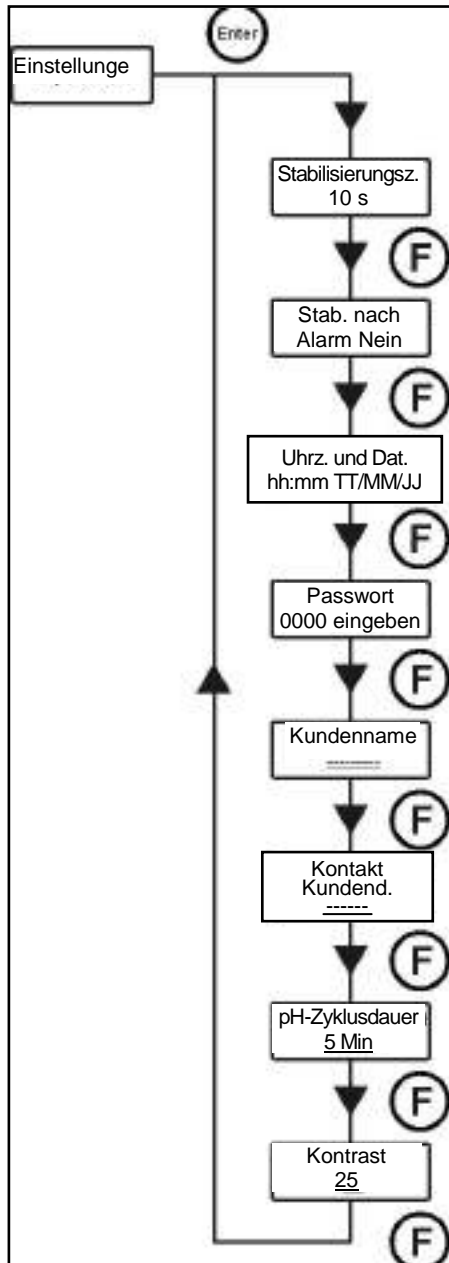 Enter
Einstellunge
Stabilisierungsz.
10 s
F
Stab. nach
Alarm Nein
F
Uhrz. und Dat.
hh:mm TT/MM/JJ
F
Passwort
0000 eingeben
F
Kundenname
---------
F
Kontakt
Kundend.
------
F
pH-Zyklusdauer
5 Min
F
Kontrast
25
F